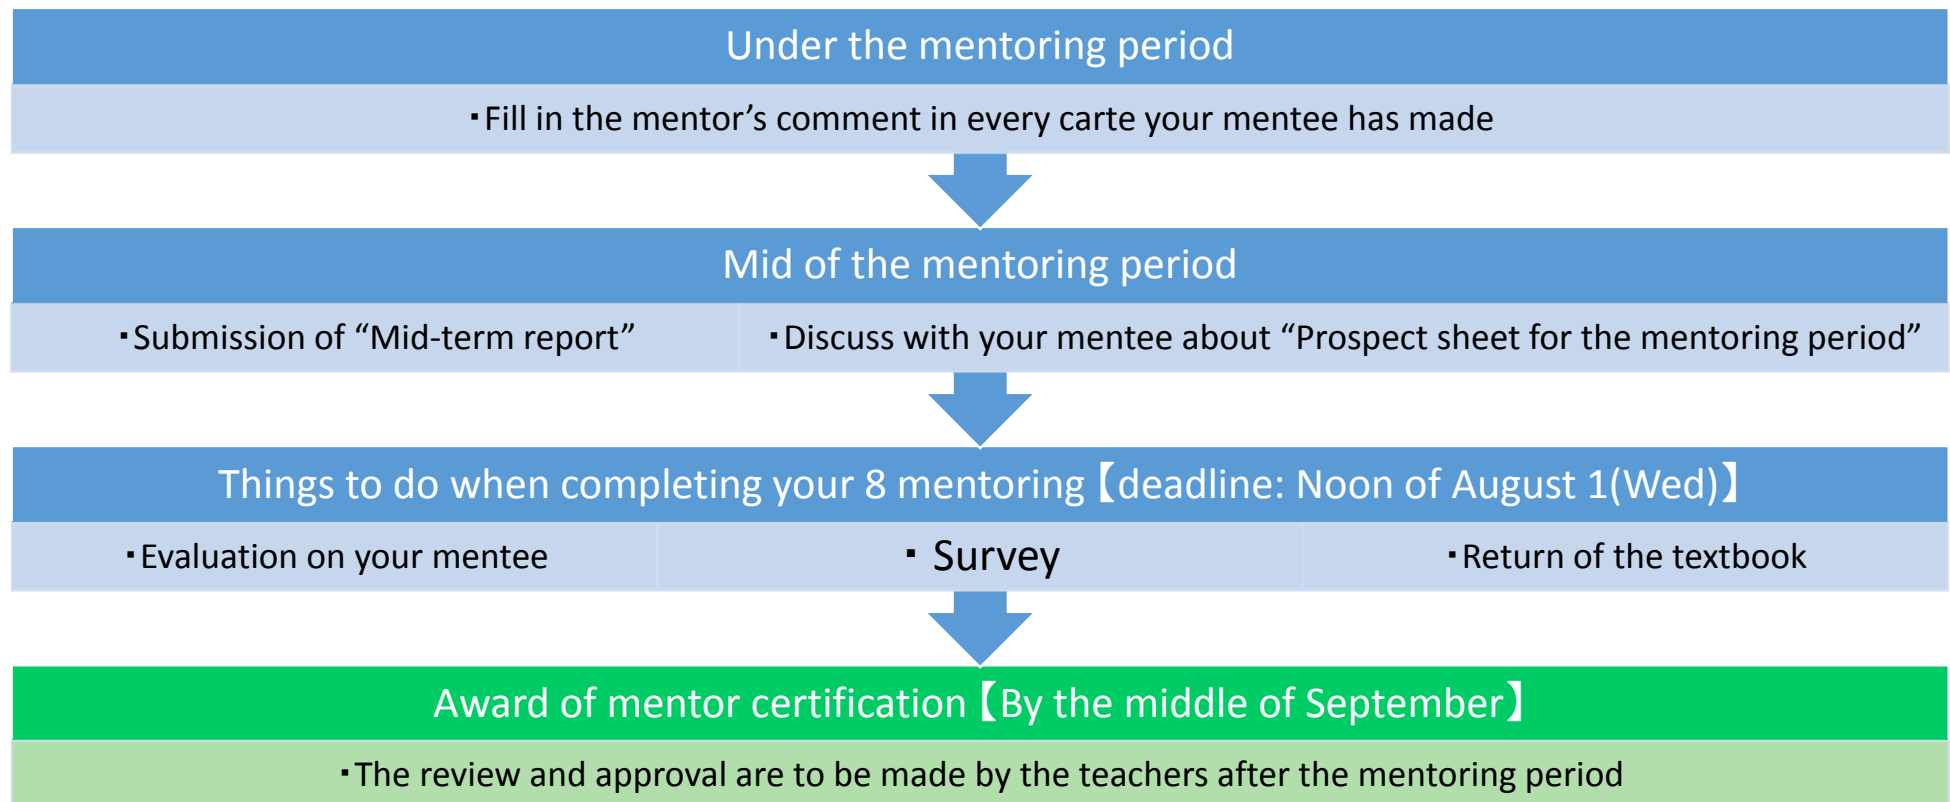 Under the mentoring period
▪Fill in the mentor’s comment in every carte your mentee has made
Mid of the mentoring period
▪Submission of “Mid-term report”
▪Discuss with your mentee about “Prospect sheet for the mentoring period”
Things to do when completing your 8 mentoring【deadline: Noon of August 1(Wed)】
▪Evaluation on your mentee
▪ Survey
▪Return of the textbook
Award of mentor certification【By the middle of September】
▪The review and approval are to be made by the teachers after the mentoring period